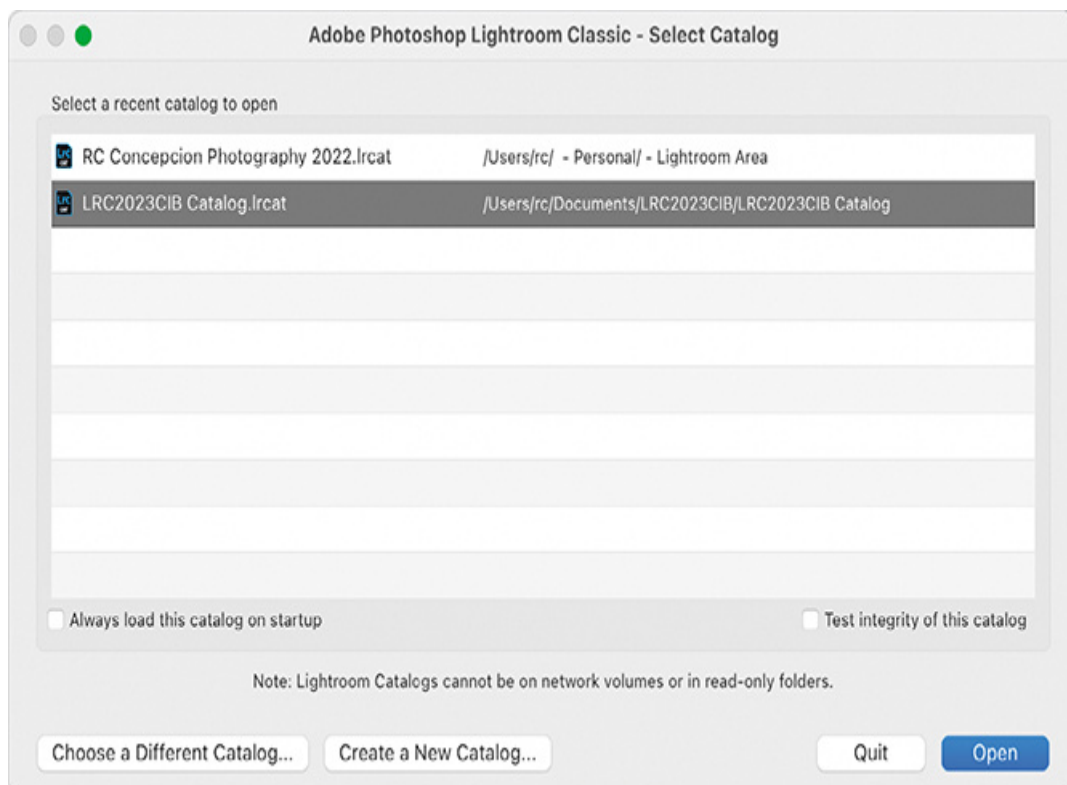 Adobe Photoshop Lightroom Classic - Select Catalog
Select a recent catalog to open
RC Concepcion Photography 2022.lrcat /Users/rc/ - Personal/ - Lightroom Area
LRC2023CIB Catalog.lrcat /Users/rc/Documents/LRC2023CIB/LRC2023CIB Catalog
Always load this catalog on startup Test integrity of this catalog
Note: Lightroom Catalogs cannot be on network volumes or in read-only folders.
Choose a Different Catalog... Create a New Catalog... Quit Open